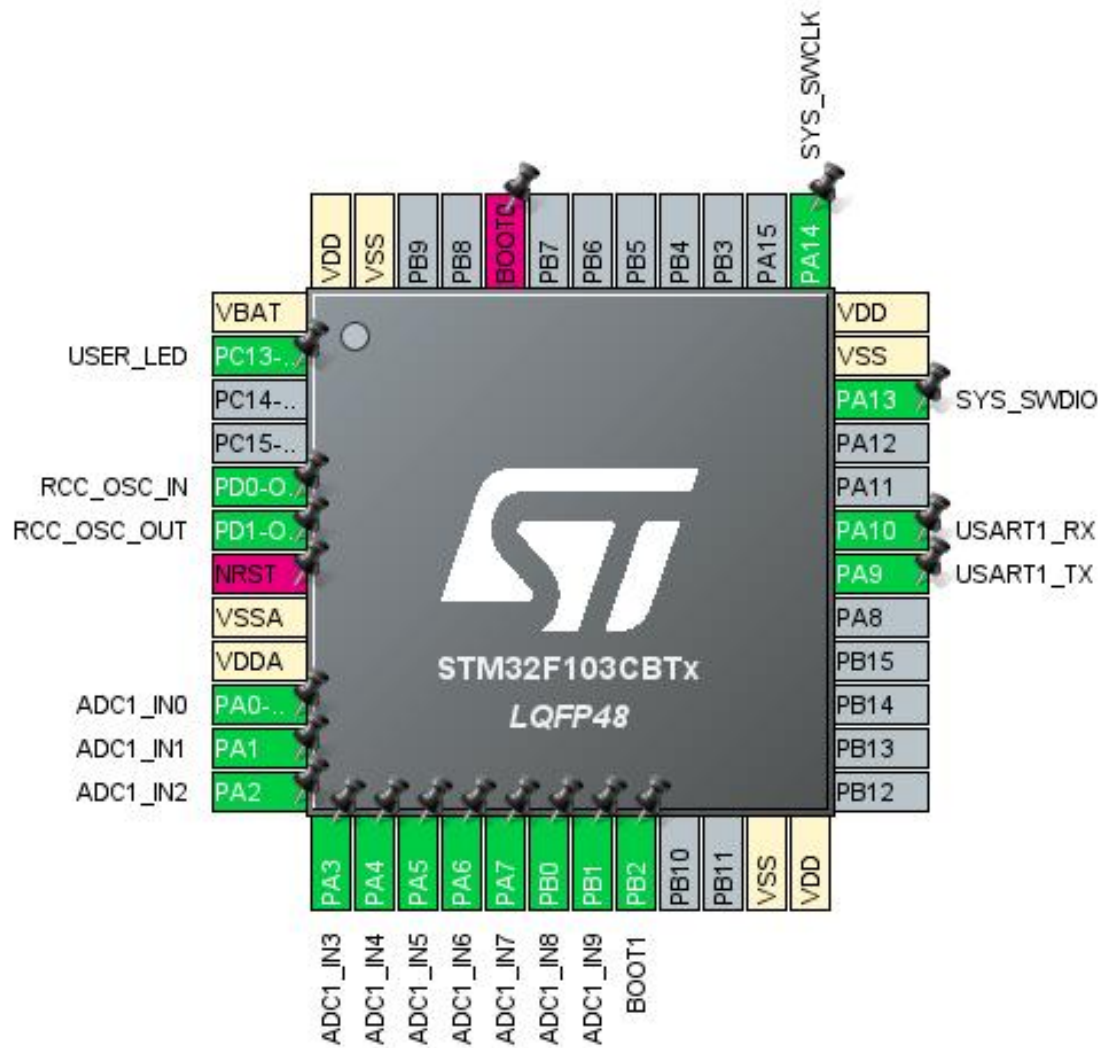 SYS_SWCLK
VDD
VSS
PB9
PB8
BOOT0
PB7
PB6
PB5
PB4
PB3
PA15
PA14
VBAT
USER_LED PC13-..
PC14-..
PC15-..
RCC_OSC_IN PD0-O.
RCC_OSC_OUT PD1-O.
NRST
VSSA
VDDA
ADC1_IN0 PA0-..
ADC1_IN1 PA1
ADC1_IN2 PA2
ST
STM32F103CBTx
LQFP48
VDD
VSS
PA13 SYS_SWDIO
PA12
PA11
PA10 USART1_RX
PA9 USART1_TX
PA8
PB15
PB14
PB13
PB12
PA3
PA4
PA5
PA6
PA7
PB0
PB1
PB2
PB10
PB11
VSS
VDD
ADC1_IN3
ADC1_IN4
ADC1_IN5
ADC1_IN6
ADC1_IN7
ADC1_IN8
ADC1_IN9
BOOT1